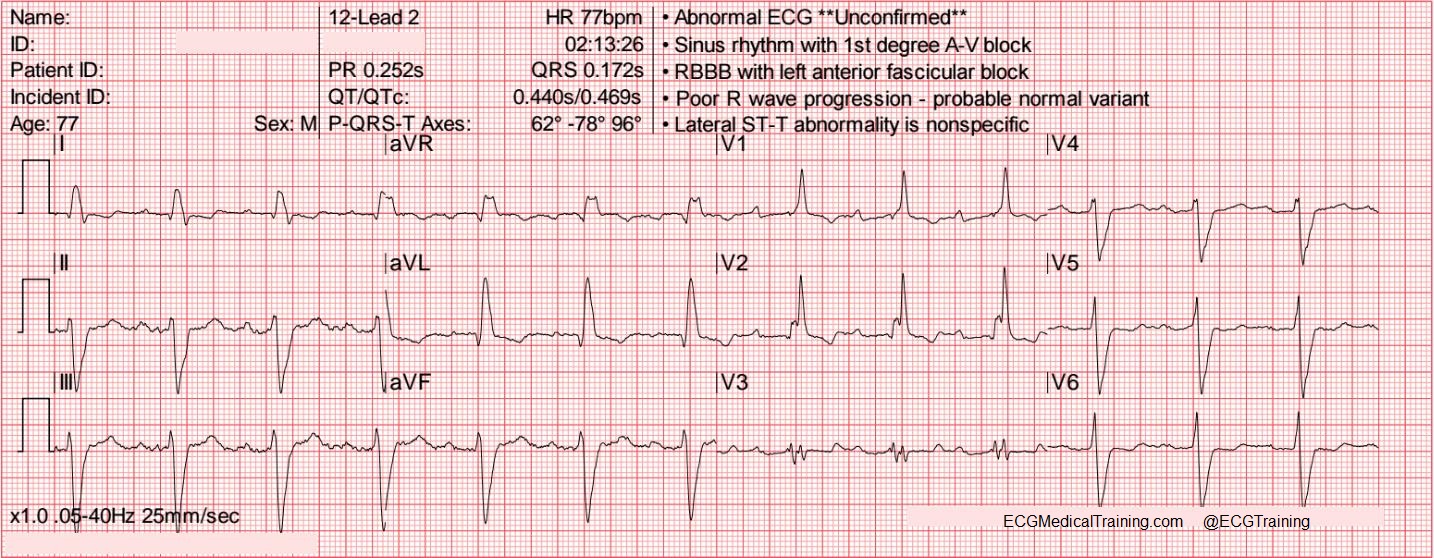 Name:
12-Lead 2 HR 77bpm
• Abnormal ECG **Unconfirmed**
ID:
02:13:26
• Sinus rhythm with 1st degree A-V block
Patient ID:
PR 0.252s QRS 0.172s
• RBBB with left anterior fascicular block
Incident ID:
QT/QTc: 0.440s/0.469s
• Poor R wave progression - probable normal variant
Age: 77 Sex: M
P-QRS-T Axes: 62° -78° 96°
• Lateral ST-T abnormality is nonspecific
I aVR V1 V4
II aVL V2 V5
III aVF V3 V6
x1.0 .05-40Hz 25mm/sec
ECGMedicalTraining.com @ECGTraining